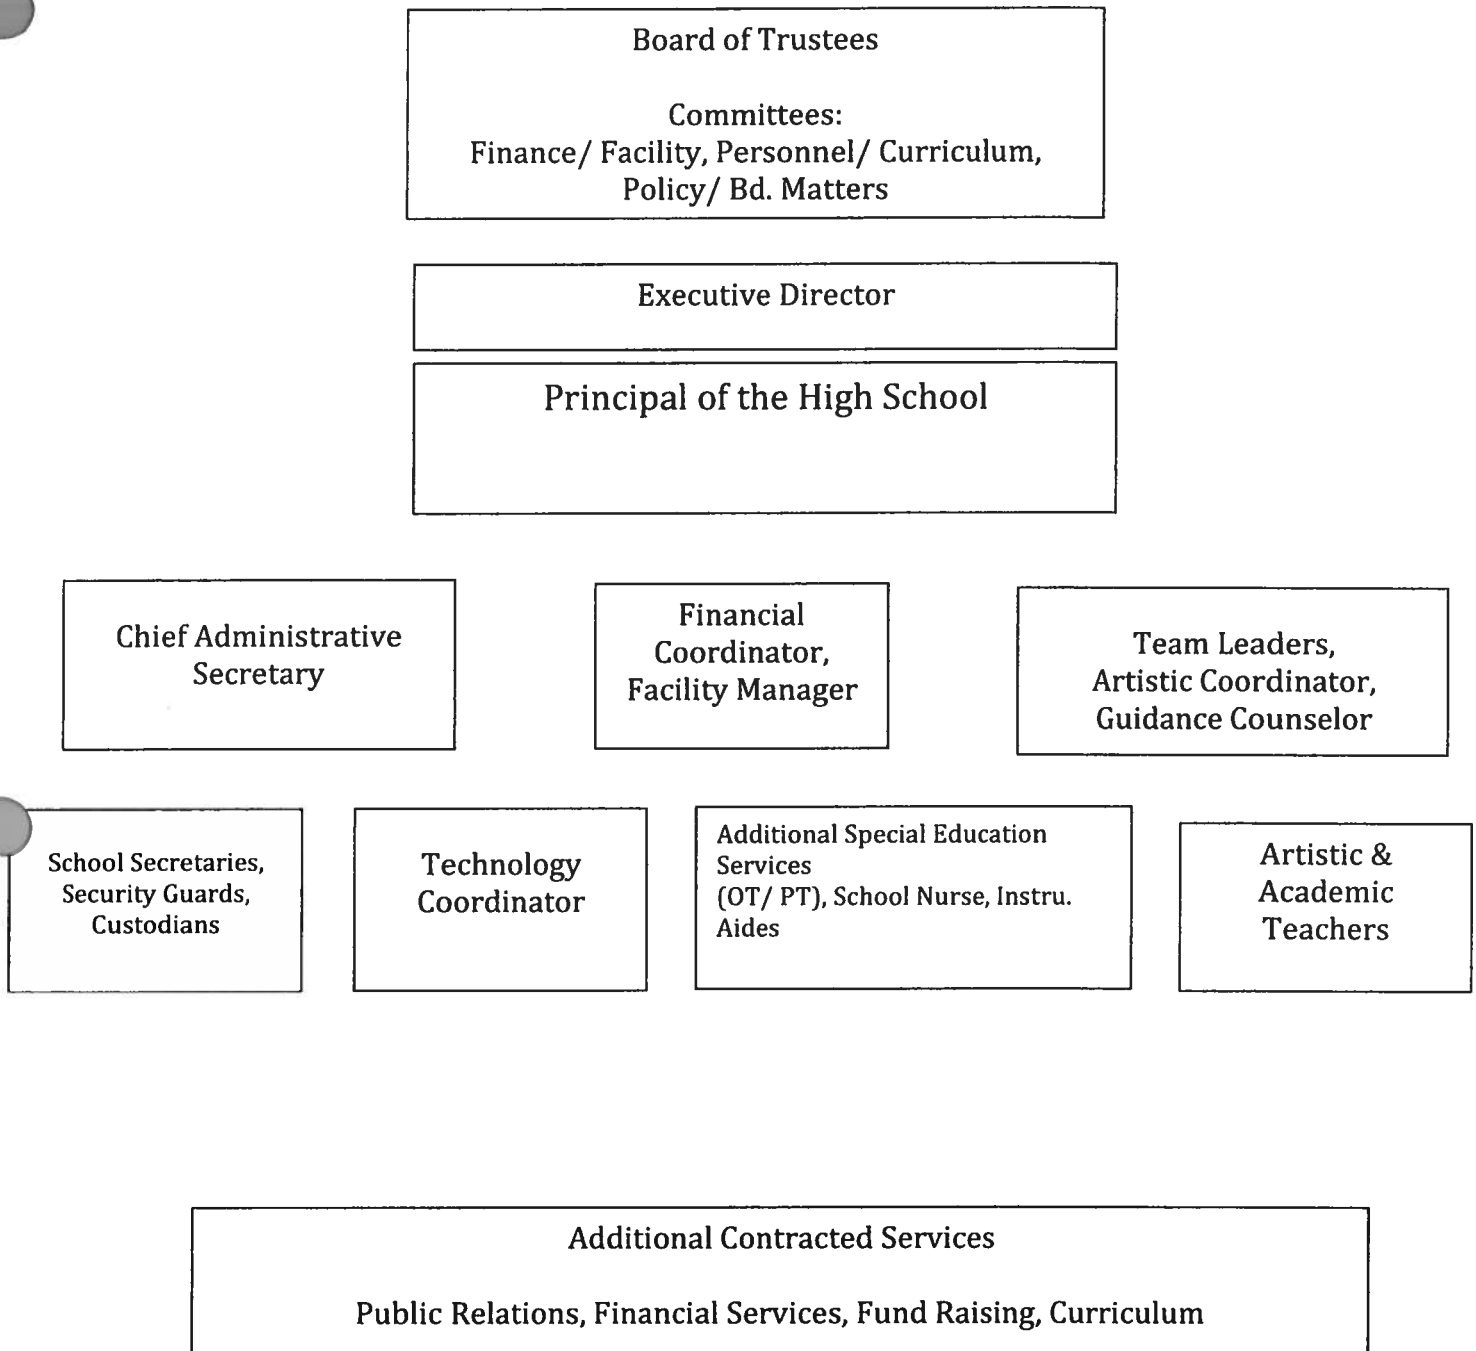 Board of Trustees
Committees:
Finance/ Facility, Personnel/ Curriculum,
Policy/ Bd. Matters
Executive Director
Principal of the High School
Chief Administrative
Secretary
Financial
Coordinator,
Facility Manager
Team Leaders,
Artistic Coordinator,
Guidance Counselor
School Secretaries,
Security Guards,
Custodians
Technology
Coordinator
Additional Special Education
Services
(OT/ PT), School Nurse, Instru.
Aides
Artistic &
Academic
Teachers
Additional Contracted Services
Public Relations, Financial Services, Fund Raising, Curriculum